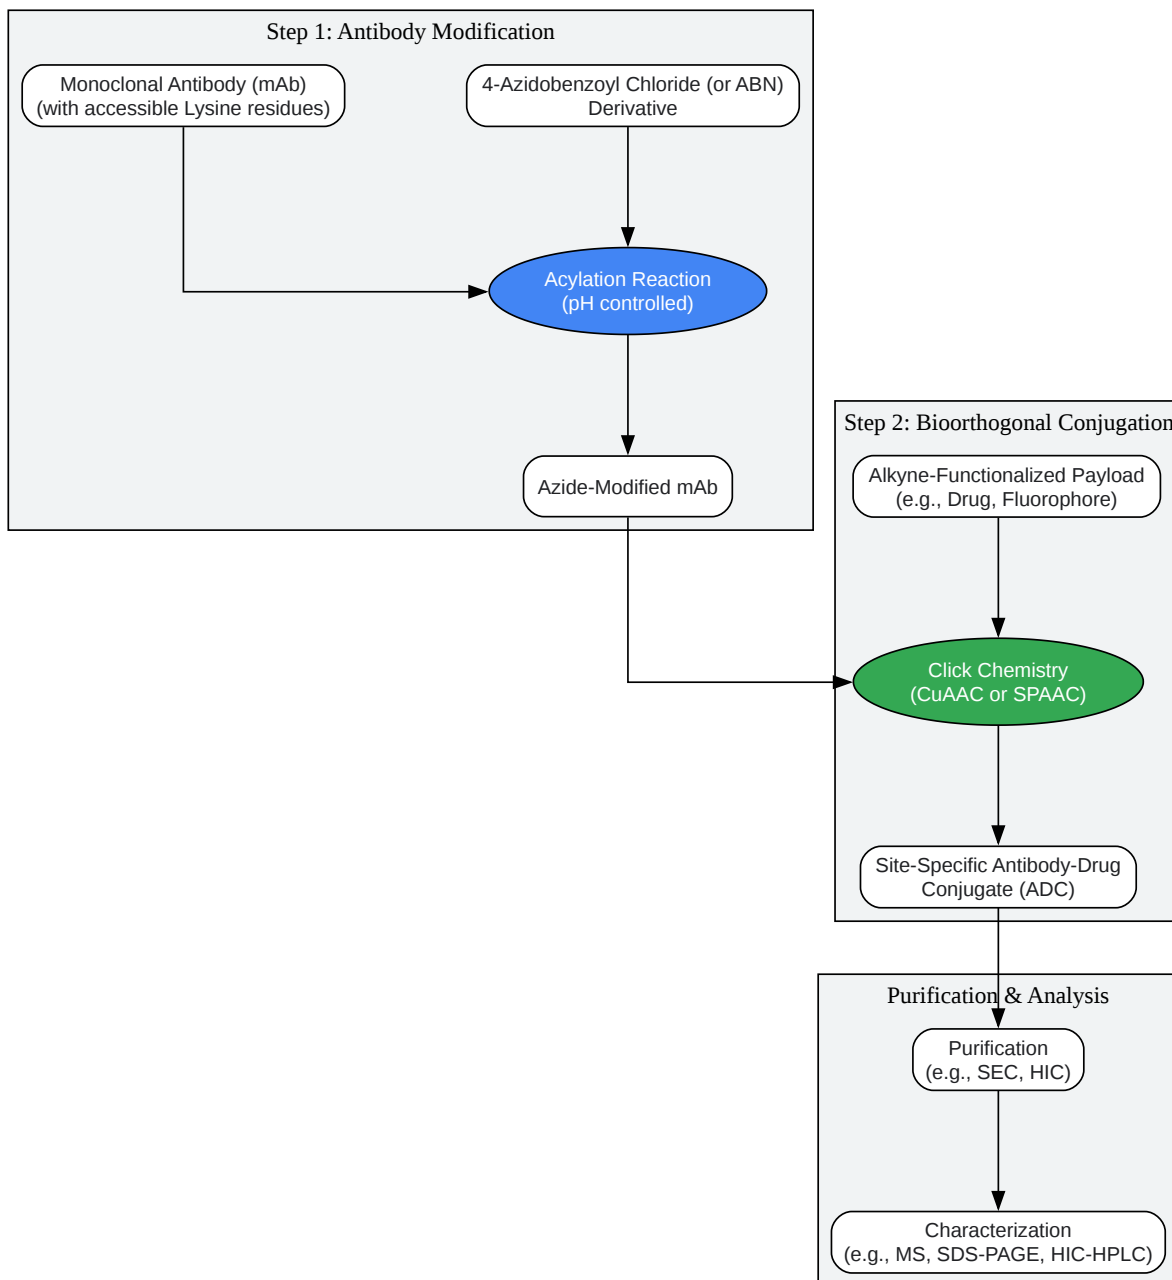 Step 1: Antibody Modification
Monoclonal Antibody (mAb)
(with accessible Lysine residues)
4-Azidobenzoyl Chloride (or ABN)
Derivative
Acylation Reaction
(pH controlled)
Azide-Modified mAb
Step 2: Bioorthogonal Conjugation
Alkyne-Functionalized Payload
(e.g., Drug, Fluorophore)
Click Chemistry
(CuAAC or SPAAC)
Site-Specific Antibody-Drug
Conjugate (ADC)
Purification & Analysis
Purification
(e.g., SEC, HIC)
Characterization
(e.g., MS, SDS-PAGE, HIC-HPLC)